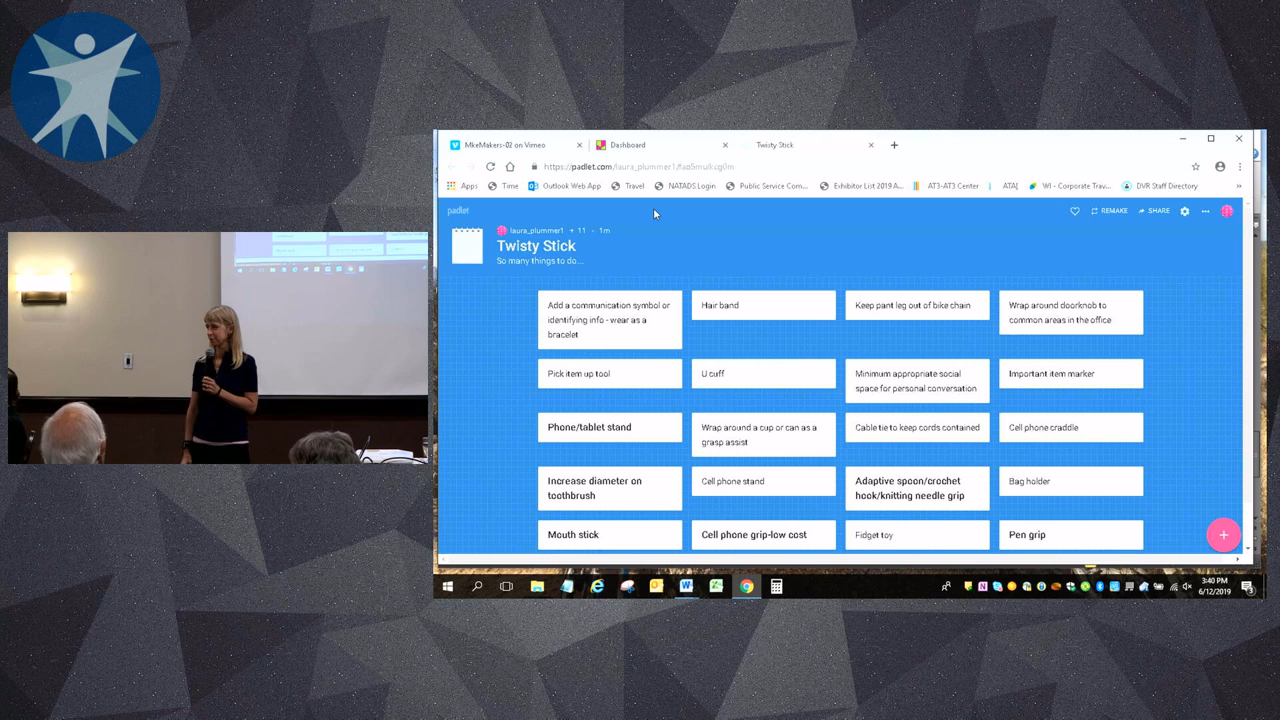 MkeMakers-02 on Vimeo
Dashboard
Twisty Stick
Apps
Time
Outlook Web App
Travel
NATADS Login
Public Service Com...
Exhibitor List 2019 A...
AT3-AT3 Center
ATA[
WI - Corporate Trav...
DVR Staff Directory
padlet
REMAKE
SHARE
laura_plummer1 + 11 · 1m
Twisty Stick
So many things to do...
Add a communication symbol or
identifying info - wear as a
bracelet
Hair band
Keep pant leg out of bike chain
Wrap around doorknob to
common areas in the office
Pick item up tool
U cuff
Minimum appropriate social
space for personal conversation
Important item marker
Phone/tablet stand
Wrap around a cup or can as a
grasp assist
Cable tie to keep cords contained
Cell phone craddle
Increase diameter on
toothbrush
Cell phone stand
Adaptive spoon/crochet
hook/knitting needle grip
Bag holder
Mouth stick
Cell phone grip-low cost
Fidget toy
Pen grip
3:40 PM
6/12/2019